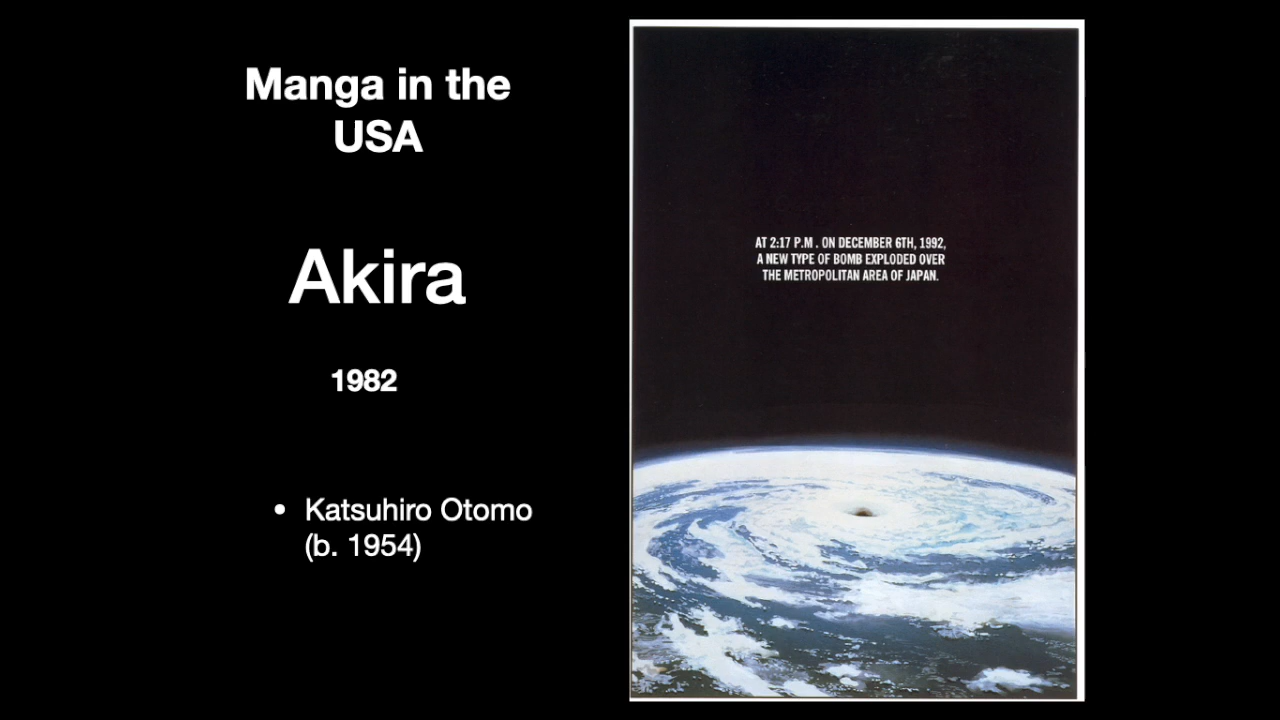 Manga in the
USA
Akira
1982
• Katsuhiro Otomo
(b. 1954)
AT 2:17 P.M . ON DECEMBER 6TH, 1992,
A NEW TYPE OF BOMB EXPLODED OVER
THE METROPOLITAN AREA OF JAPAN.